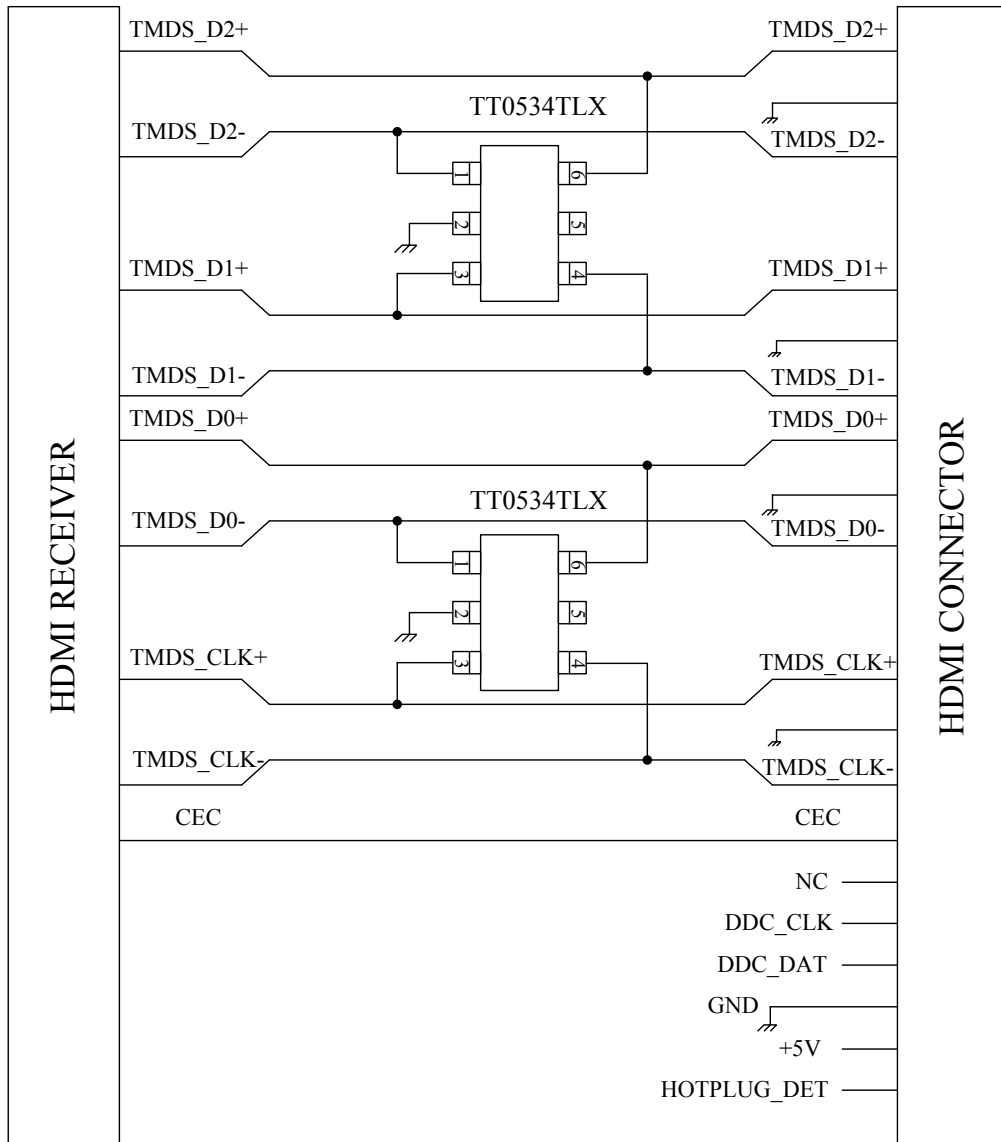 TMDS_D2+ TMDS_D2+
TT0534TLX
TMDS_D2- TMDS_D2-
1 6
2 5
3 4
TMDS_D1+ TMDS_D1+
TMDS_D1- TMDS_D1-
TMDS_D0+ TMDS_D0+
TT0534TLX
TMDS_D0- TMDS_D0-
1 6
2 5
3 4
TMDS_CLK+ TMDS_CLK+
TMDS_CLK- TMDS_CLK-
CEC CEC
HDMI RECEIVER
HDMI CONNECTOR
NC
DDC_CLK
DDC_DAT
GND
+5V
HOTPLUG_DET